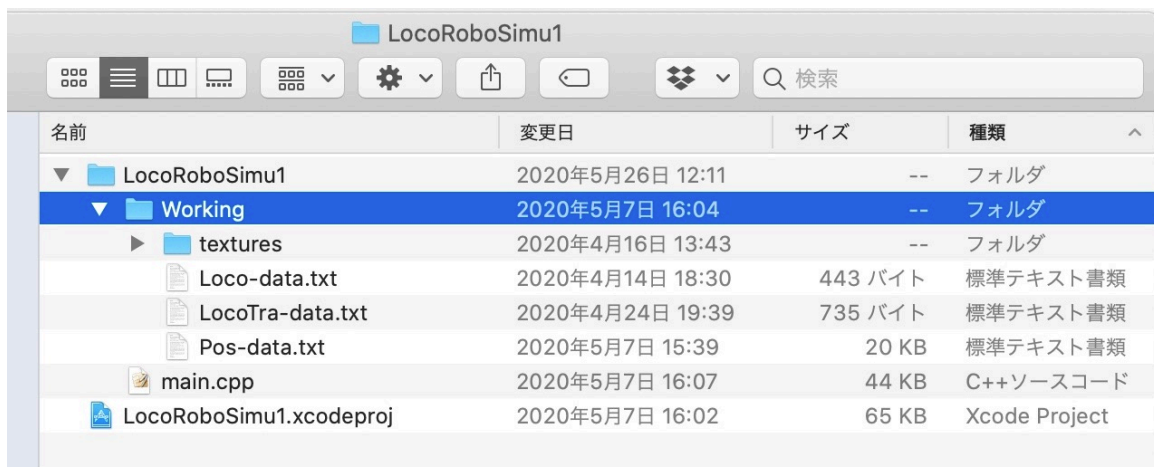 LocoRoboSimu1
検索
名前 変更日 サイズ 種類
LocoRoboSimu1 2020年5月26日 12:11 -- フォルダ
Working 2020年5月7日 16:04 -- フォルダ
textures 2020年4月16日 13:43 -- フォルダ
Loco-data.txt 2020年4月14日 18:30 443 バイト 標準テキスト書類
LocoTra-data.txt 2020年4月24日 19:39 735 バイト 標準テキスト書類
Pos-data.txt 2020年5月7日 15:39 20 KB 標準テキスト書類
main.cpp 2020年5月7日 16:07 44 KB C++ソースコード
LocoRoboSimu1.xcodeproj 2020年5月7日 16:02 65 KB Xcode Project